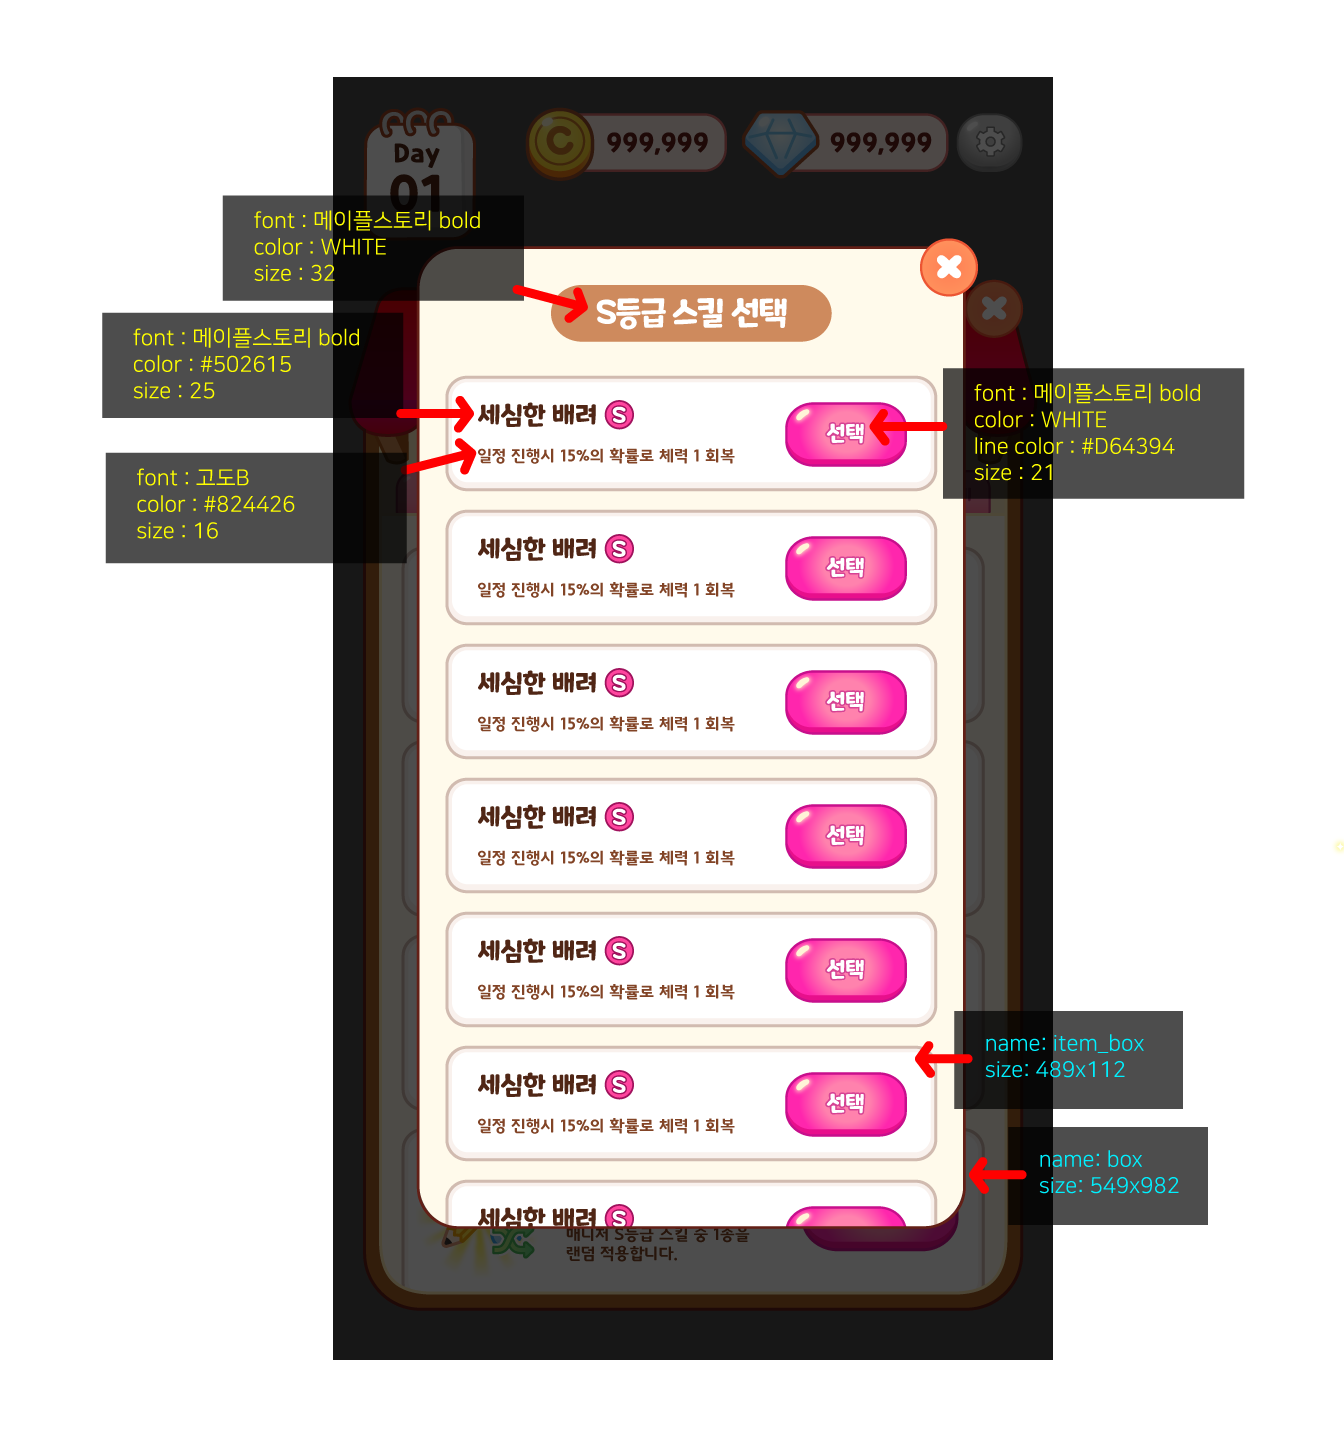 Day
01
999,999
999,999
font : 메이플스토리 bold
color : WHITE
size : 32
S등급 스킬 선택
font : 메이플스토리 bold
color : #502615
size : 25
font : 메이플스토리 bold
color : WHITE
line color : #D64394
size : 21
font : 고도B
color : #824426
size : 16
세심한 배려 S
일정 진행시 15%의 확률로 체력 1 회복
선택
세심한 배려 S
일정 진행시 15%의 확률로 체력 1 회복
선택
세심한 배려 S
일정 진행시 15%의 확률로 체력 1 회복
선택
세심한 배려 S
일정 진행시 15%의 확률로 체력 1 회복
선택
세심한 배려 S
일정 진행시 15%의 확률로 체력 1 회복
선택
name: item_box
size: 489x112
세심한 배려 S
일정 진행시 15%의 확률로 체력 1 회복
선택
name: box
size: 549x982
세심한 배려 S
매니저 S등급 스킬 중 1종을
랜덤 적용합니다.